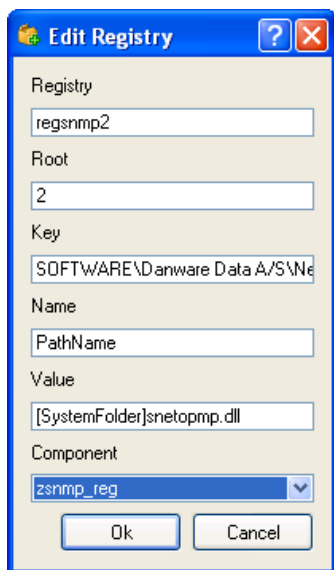 Edit Registry
Registry
regsnmp2
Root
2
Key
SOFTWARE\Danware Data A/S\Ne
Name
PathName
Value
[SystemFolder]snetopmp.dll
Component
zsnmp_reg
Ok Cancel